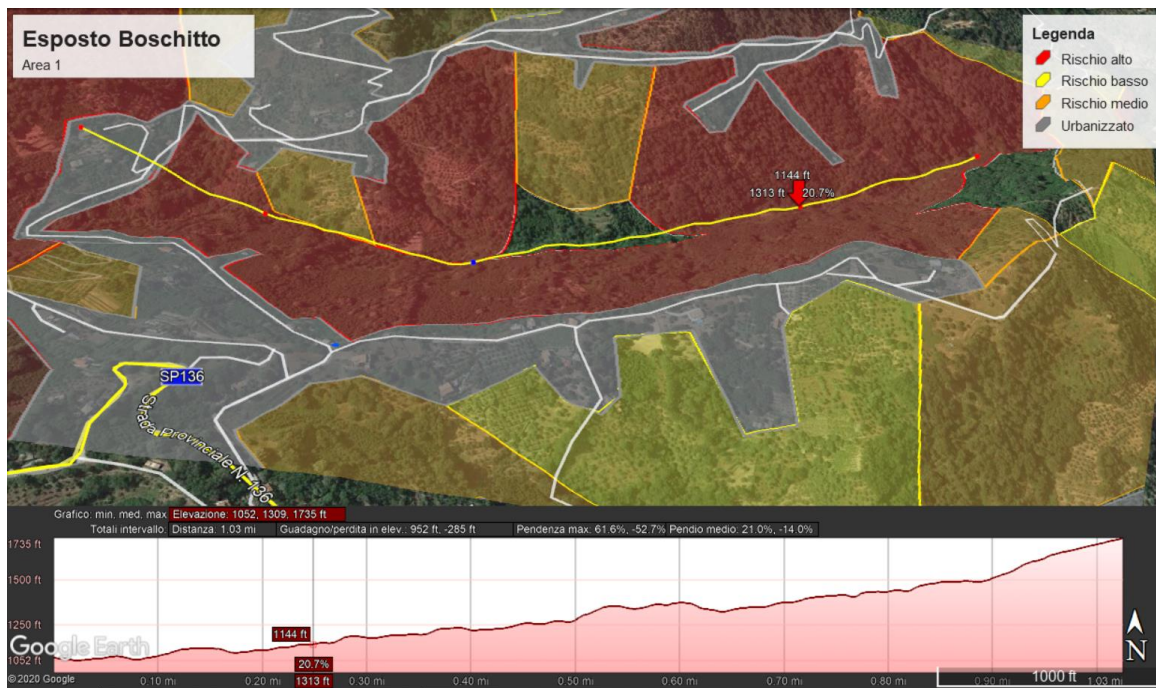 Esposto Boschitto
Area 1
Legenda
Rischio alto
Rischio basso
Rischio medio
Urbanizzato
1144 ft
1313 ft 20.7%
SP136
Strada Provinciale N. 136
Grafico: min. med. max Elevazione: 1052, 1309, 1735 ft
Totali intervallo: Distanza: 1.03 mi Guadagno/perdita in elev.: 952 ft. -285 ft Pendenza max: 61.6%, -52.7% Pendio medio: 21.0%, -14.0%
1735 ft
1500 ft
1250 ft
1144 ft
Google Earth
1052 ft
20.7%
N
©2020 Google
0.10 mi 0.20 mi 1313 ft 0.30 mi 0.40 mi 0.50 mi 0.60 mi 0.70 mi 0.80 mi 0.90 mi 1000 ft 1.03 mi